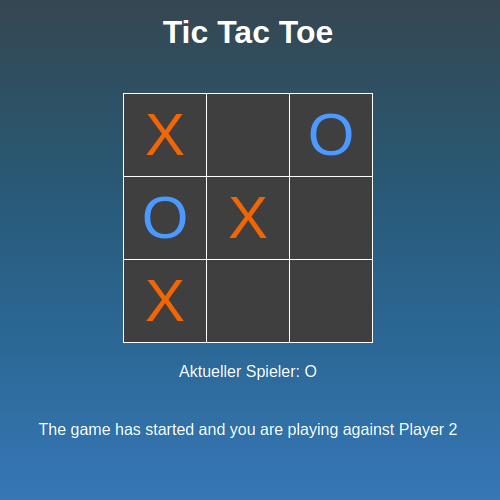 Tic Tac Toe
X O
O X
X
Aktueller Spieler: O
The game has started and you are playing against Player 2